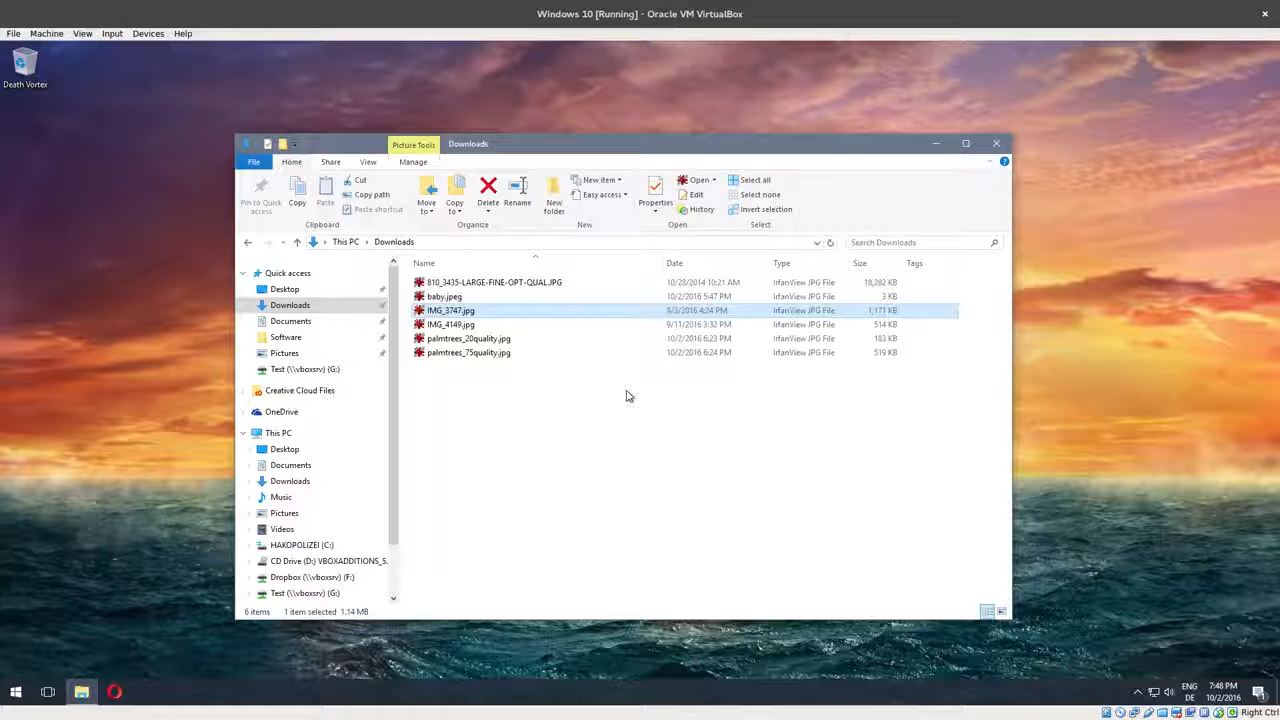 Windows 10 [Running] - Oracle VM VirtualBox
File Machine View Input Devices Help
Death Vortex
Picture Tools Downloads
File Home Share View Manage
Pin to Quick access
Copy
Paste
Cut
Copy path
Paste shortcut
Move to
Copy to
Delete
Rename
New folder
New item
Easy access
Properties
Open
Edit
History
Select all
Select none
Invert selection
Clipboard Organize New Open Select
This PC Downloads Search Downloads
Name Date Type Size Tags
810_3435-LARGE-FINE-OPT-QUAL.JPG 10/28/2014 10:21 AM IrfanView JPG File 18,282 KB
baby.jpeg 10/2/2016 5:47 PM IrfanView JPG File 3 KB
IMG_3747.jpg 9/3/2016 4:24 PM IrfanView JPG File 1,171 KB
IMG_4149.jpg 9/11/2016 3:32 PM IrfanView JPG File 514 KB
palmtrees_20quality.jpg 10/2/2016 6:23 PM IrfanView JPG File 183 KB
palmtrees_75quality.jpg 10/2/2016 6:24 PM IrfanView JPG File 519 KB
Quick access
Desktop
Downloads
Documents
Software
Pictures
Test (\\vboxsrv) (G:)
Creative Cloud Files
OneDrive
This PC
Desktop
Documents
Downloads
Music
Pictures
Videos
HAKOPOLIZEI (C:)
CD Drive (D:) VBOXADDITIONS_5.
Dropbox (\\vboxsrv) (F:)
Test (\\vboxsrv) (G:)
6 items 1 item selected 1.14 MB
ENG
DE
7:48 PM
10/2/2016
1
Right Ctrl